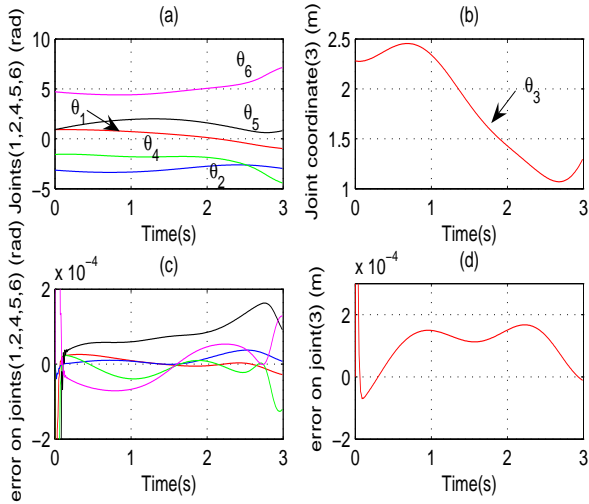 (a)
Joints(1,2,4,5,6) (rad)
10
5
0
−5
0
1
2
3
Time(s)
θ6
θ1
θ5
θ4
θ2
(b)
Joint coordinate(3) (m)
2.5
2
1.5
1
0
1
2
3
Time(s)
θ3
(c)
x 10−4
error on joints(1,2,4,5,6) (rad)
2
0
−2
0
1
2
3
Time(s)
(d)
x 10−4
error on joint(3) (m)
2
0
−2
0
1
2
3
Time(s)